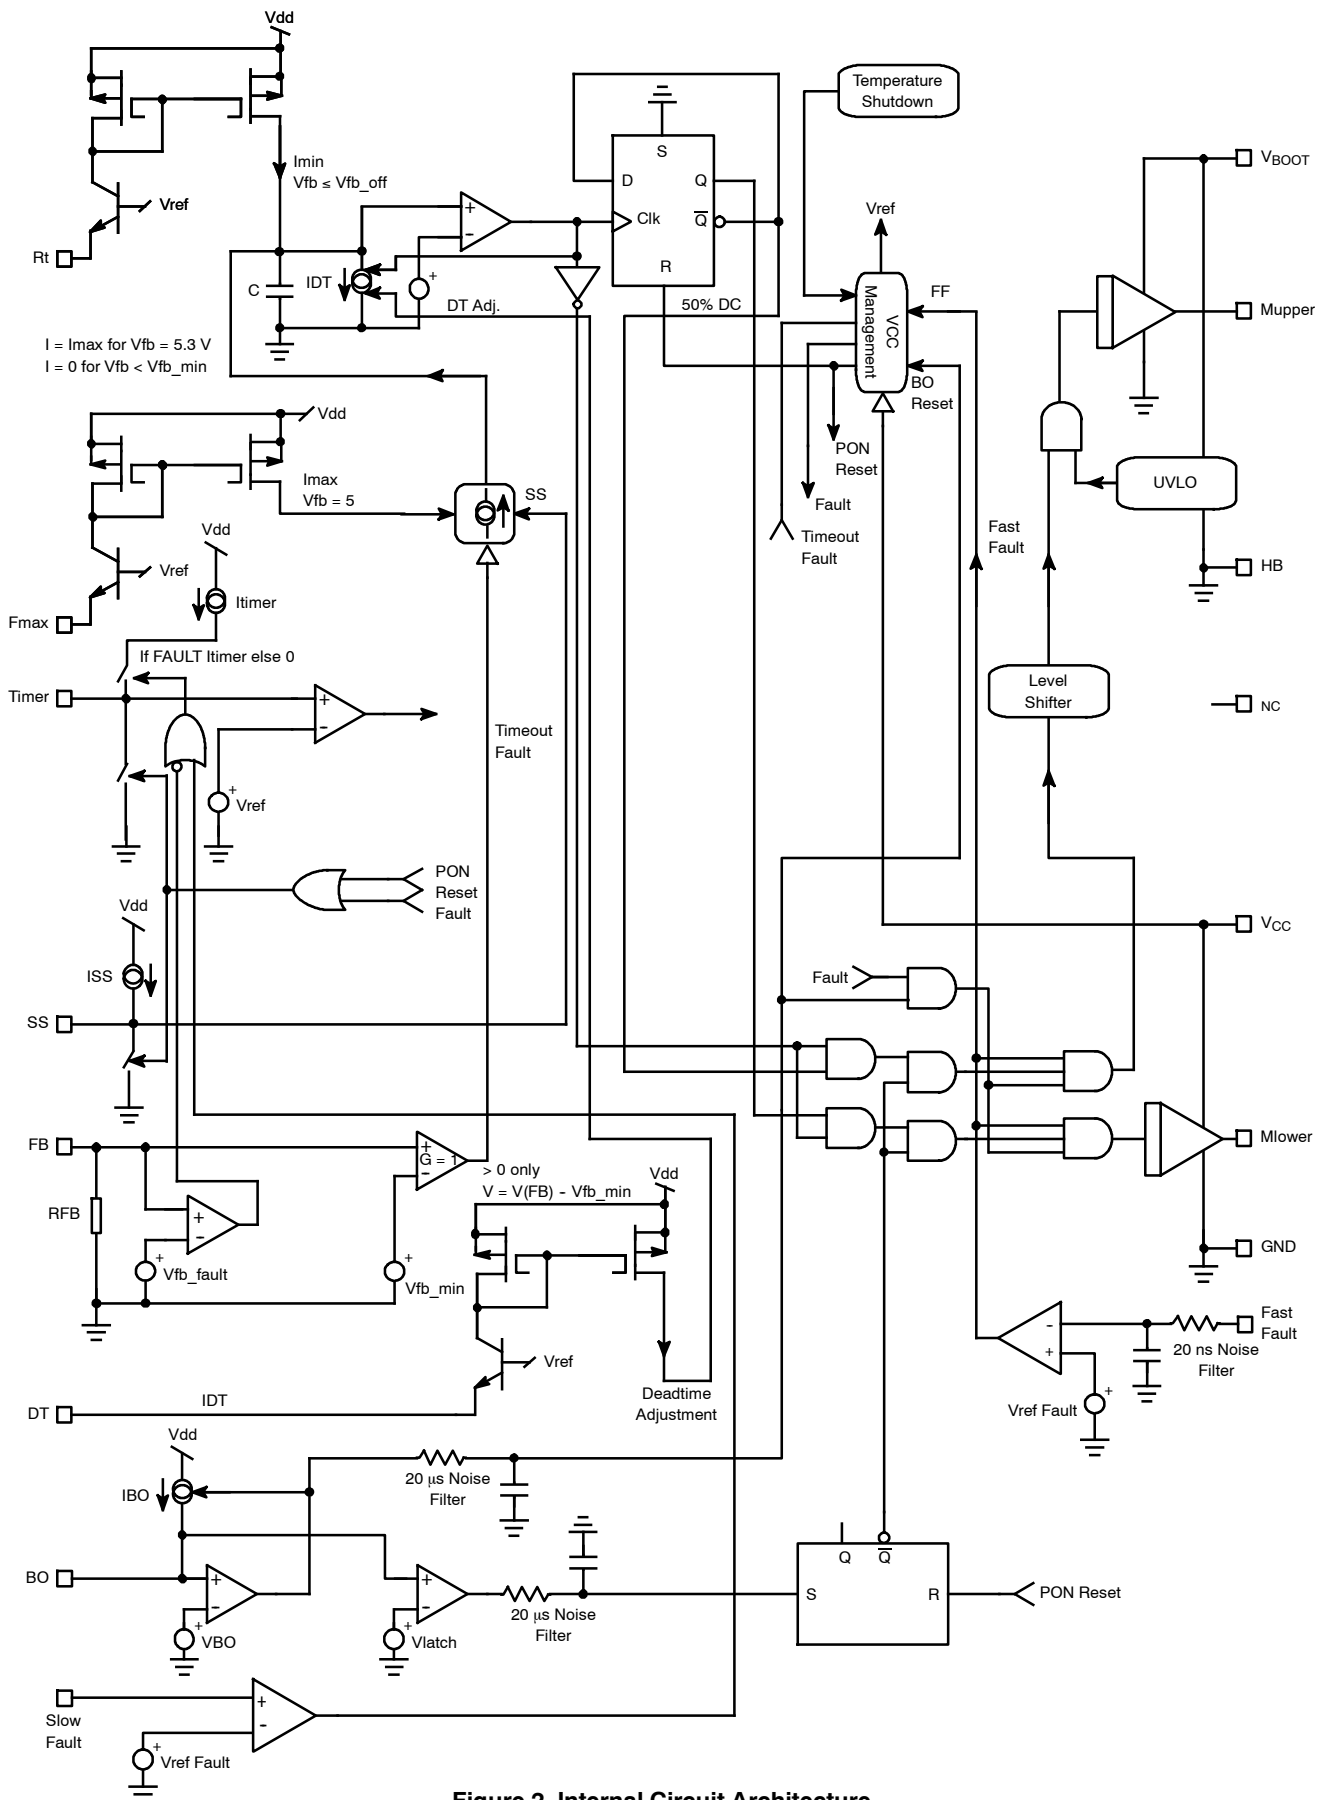 Vdd
Temperature
Shutdown
S
Imin
Vfb ≤ Vfb_off
D
Q
VBOOT
Vref
Vref
+
-
Clk
Q
Rt
R
IDT
+
C
DT Adj.
50% DC
VCC
Management
FF
Mupper
I = Imax for Vfb = 5.3 V
I = 0 for Vfb < Vfb_min
BO
Reset
Vdd
PON
Reset
Imax
Vfb = 5
SS
UVLO
Fault
Vdd
Timeout
Fault
Fast
Fault
Vref
HB
Itimer
Fmax
If FAULT Itimer else 0
Level
Shifter
Timer
+
-
NC
Timeout
Fault
+
Vref
PON
Reset
Fault
Vdd
VCC
ISS
Fault
SS
FB
+
G = 1
-
Mlower
> 0 only
V = V(FB) - Vfb_min
Vdd
RFB
+
-
GND
+
Vfb_fault
+
Vfb_min
Fast
Fault
-
+
20 ns Noise
Filter
Vref
Deadtime
Adjustment
IDT
Vref Fault
+
DT
Vdd
20 μs Noise
Filter
IBO
Q
Q
BO
+
-
+
-
S
R
PON Reset
20 μs Noise
Filter
+
VBO
+
Vlatch
+
-
Slow
Fault
+
Vref Fault
Figure 2. Internal Circuit Architecture